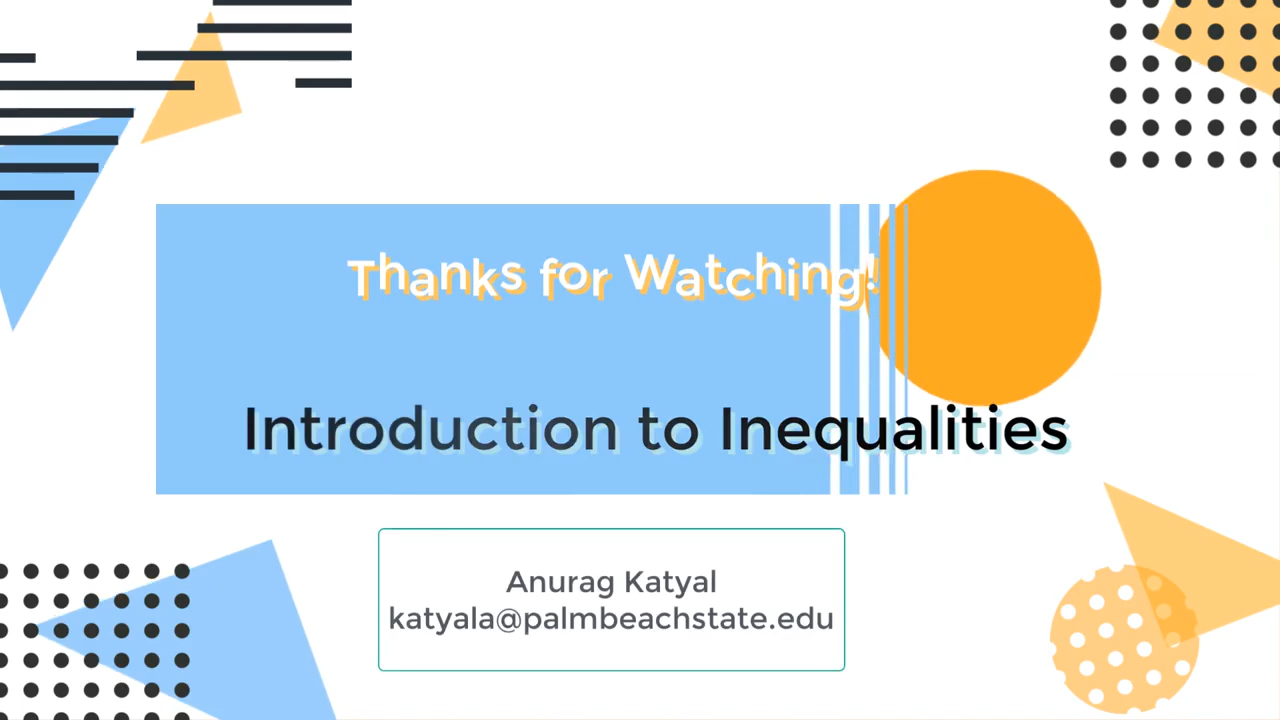 Thanks for Watching!
Introduction to Inequalities
Anurag Katyal
katyala@palmbeachstate.edu